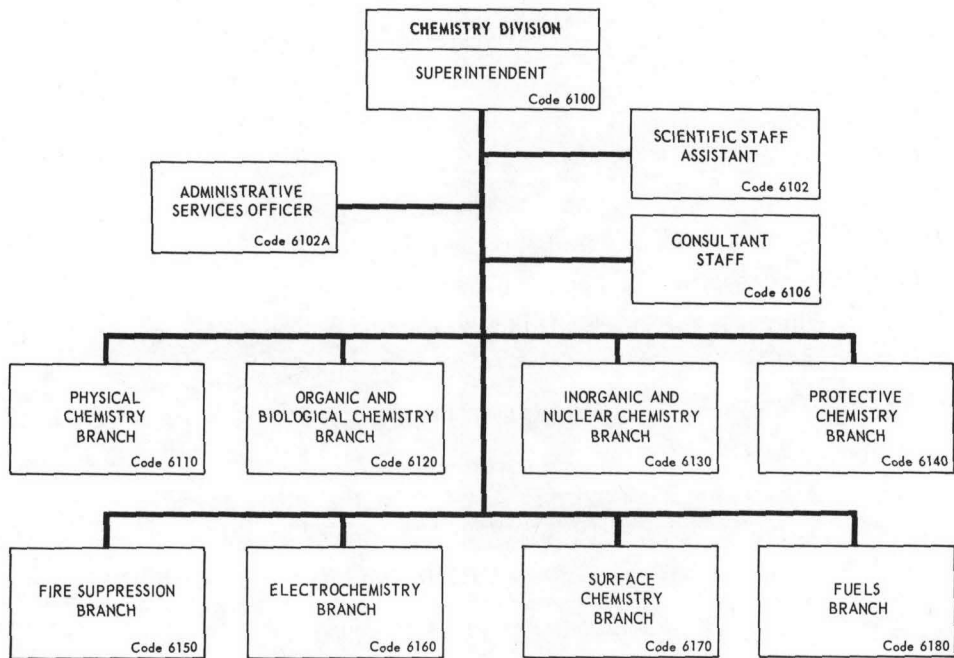 CHEMISTRY DIVISION
SUPERINTENDENT
Code 6100
SCIENTIFIC STAFF
ASSISTANT
Code 6102
ADMINISTRATIVE
SERVICES OFFICER
Code 6102A
CONSULTANT
STAFF
Code 6106
PHYSICAL
CHEMISTRY
BRANCH
Code 6110
ORGANIC AND
BIOLOGICAL CHEMISTRY
BRANCH
Code 6120
INORGANIC AND
NUCLEAR CHEMISTRY
BRANCH
Code 6130
PROTECTIVE
CHEMISTRY
BRANCH
Code 6140
FIRE SUPPRESSION
BRANCH
Code 6150
ELECTROCHEMISTRY
BRANCH
Code 6160
SURFACE
CHEMISTRY
BRANCH
Code 6170
FUELS
BRANCH
Code 6180